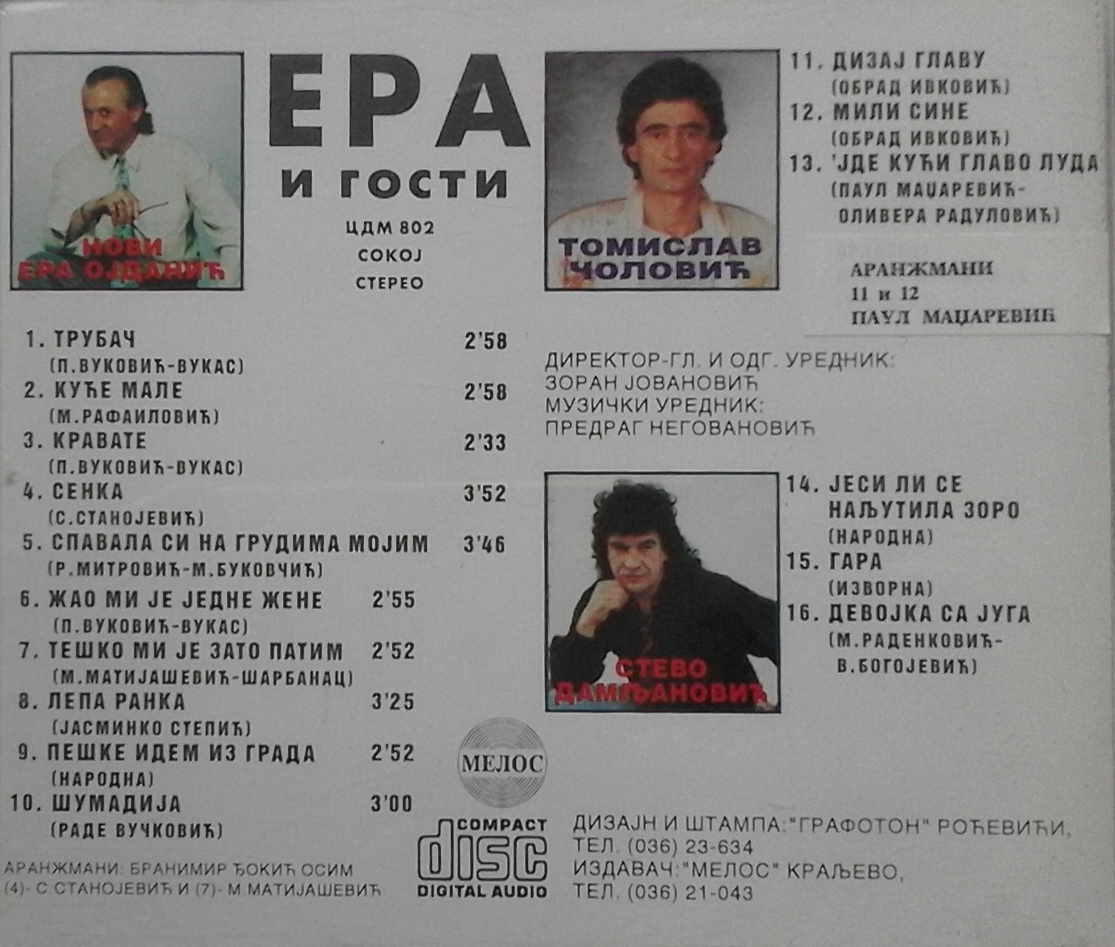 НОВИ
ЕРА ОЈДАНИЋ
ЕРА
И ГОСТИ
ЦДМ 802
СОКОЈ
СТЕРЕО
1. ТРУБАЧ 2'58
(П.ВУКОВИЋ-ВУКАС)
2. КУЋЕ МАЛЕ 2'58
(М.РАФАИЛОВИЋ)
3. КРАВАТЕ 2'33
(П.ВУКОВИЋ-ВУКАС)
4. СЕНКА 3'52
(С.СТАНОЈЕВИЋ)
5. СПАВАЛА СИ НА ГРУДИМА МОЈИМ 3'46
(Р.МИТРОВИЋ-М.БУКОВЧИЋ)
6. ЖАО МИ ЈЕ ЈЕДНЕ ЖЕНЕ 2'55
(П.ВУКОВИЋ-ВУКАС)
7. ТЕШКО МИ ЈЕ ЗАТО ПАТИМ 2'52
(М.МАТИЈАШЕВИЋ-ШАРБАНАЦ)
8. ЛЕПА РАНКА 3'25
(ЈАСМИНКО СТЕПИЋ)
9. ПЕШКЕ ИДЕМ ИЗ ГРАДА 2'52
(НАРОДНА)
10. ШУМАДИЈА 3'00
(РАДЕ ВУЧКОВИЋ)
АРАНЖМАНИ: БРАНИМИР ЂОКИЋ ОСИМ
(4)- С.СТАНОЈЕВИЋ И (7)- М.МАТИЈАШЕВИЋ
ТОМИСЛАВ
ЧОЛОВИЋ
11. ДИЗАЈ ГЛАВУ
(ОБРАД ИВКОВИЋ)
12. МИЛИ СИНЕ
(ОБРАД ИВКОВИЋ)
13. 'ЈДЕ КУЋИ ГЛАВО ЛУДА
(ПАУЛ МАЏАРЕВИЋ-
ОЛИВЕРА РАДУЛОВИЋ)
АРАНЖМАНИ
11 и 12
ПАУЛ МАЏАРЕВИЋ
ДИРЕКТОР-ГЛ. И ОДГ. УРЕДНИК:
ЗОРАН ЈОВАНОВИЋ
МУЗИЧКИ УРЕДНИК:
ПРЕДРАГ НЕГОВАНОВИЋ
СТЕВО
ДАМЉАНОВИЋ
14. ЈЕСИ ЛИ СЕ
НАЉУТИЛА ЗОРО
(НАРОДНА)
15. ГАРА
(ИЗВОРНА)
16. ДЕВОЈКА СА ЈУГА
(М.РАДЕНКОВИЋ-
В.БОГОЈЕВИЋ)
МЕЛОС
COMPACT
disc
DIGITAL AUDIO
ДИЗАЈН И ШТАМПА:"ГРАФОТОН" РОЂЕВИЋИ,
ТЕЛ. (036) 23-634
ИЗДАВАЧ:"МЕЛОС" КРАЉЕВО,
ТЕЛ. (036) 21-043